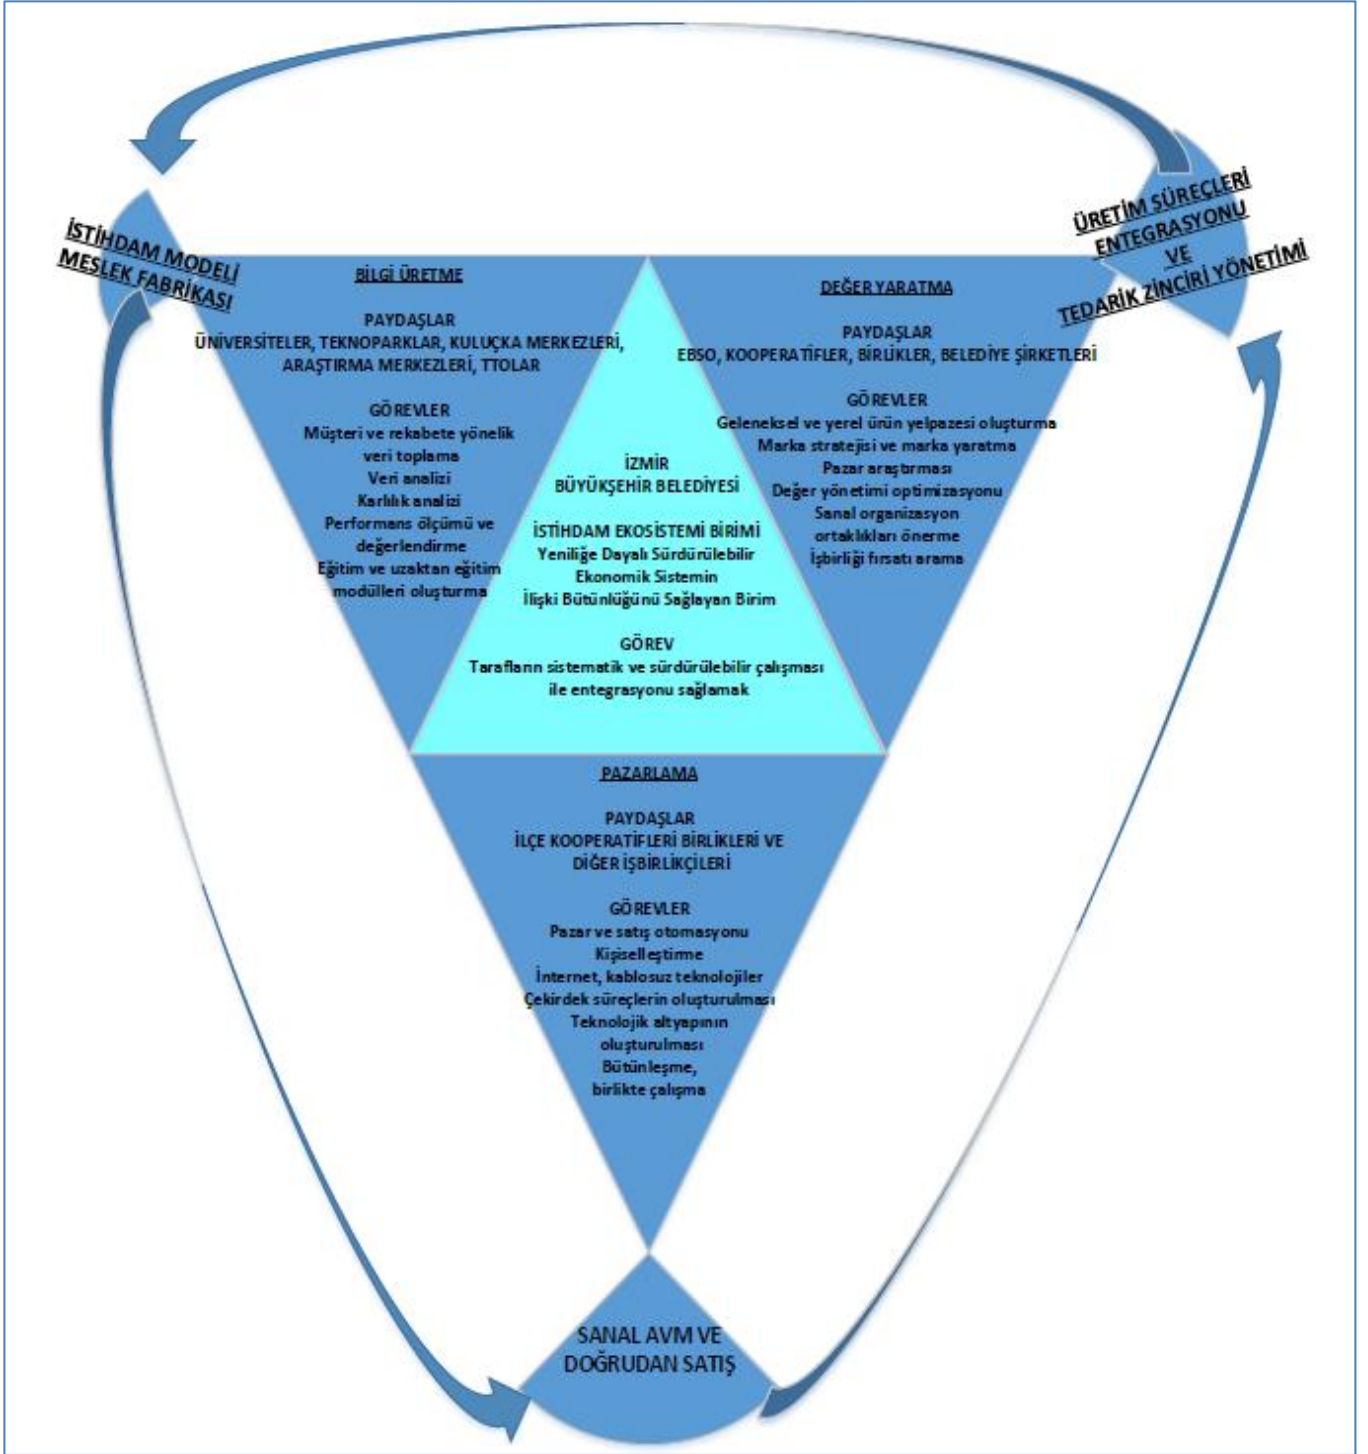 İSTİHDAM MODELİ
MESLEK FABRİKASI
ÜRETİM SÜREÇLERİ
ENTEGRASYONU
VE
TEDARİK ZİNCİRİ YÖNETİMİ
BİLGİ ÜRETME
PAYDAŞLAR
ÜNİVERSİTELER, TEKNOPARKLAR, KULUÇKA MERKEZLERİ,
ARAŞTIRMA MERKEZLERİ, TTOLAR
GÖREVLER
Müşteri ve rekabete yönelik
veri toplama
Veri analizi
Karlılık analizi
Performans ölçümü ve
değerlendirme
Eğitim ve uzaktan eğitim
modülleri oluşturma
DEĞER YARATMA
PAYDAŞLAR
EBSO, KOOPERATİFLER, BİRLİKLER, BELEDİYE ŞİRKETLERİ
GÖREVLER
Geleneksel ve yerel ürün yelpazesi oluşturma
Marka stratejisi ve marka yaratma
Pazar araştırması
Değer yönetimi optimizasyonu
Sanal organizasyon
ortaklıkları önerme
İşbirliği fırsatı arama
İZMİR
BÜYÜKŞEHİR BELEDİYESİ
İSTİHDAM EKOSİSTEMİ BİRİMİ
Yeniliğe Dayalı Sürdürülebilir
Ekonomik Sistemin
İlişki Bütünlüğünü Sağlayan Birim
GÖREV
Tarafların sistematik ve sürdürülebilir çalışması
ile entegrasyonu sağlamak
PAZARLAMA
PAYDAŞLAR
İLÇE KOOPERATİFLERİ BİRLİKLERİ VE
DİĞER İŞBİRLİKÇİLERİ
GÖREVLER
Pazar ve satış otomasyonu
Kişiselleştirme
İnternet, kablosuz teknolojiler
Çekirdek süreçlerin oluşturulması
Teknolojik altyapının
oluşturulması
Bütünleşme,
birlikte çalışma
SANAL AVM VE
DOĞRUDAN SATIŞ